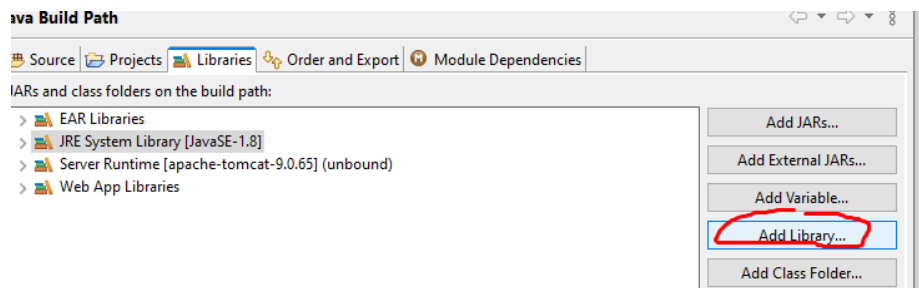 ava Build Path
Source Projects Libraries Order and Export Module Dependencies
JARs and class folders on the build path:
EAR Libraries
JRE System Library [JavaSE-1.8]
Server Runtime [apache-tomcat-9.0.65] (unbound)
Web App Libraries
Add JARs...
Add External JARs...
Add Variable...
Add Library...
Add Class Folder...